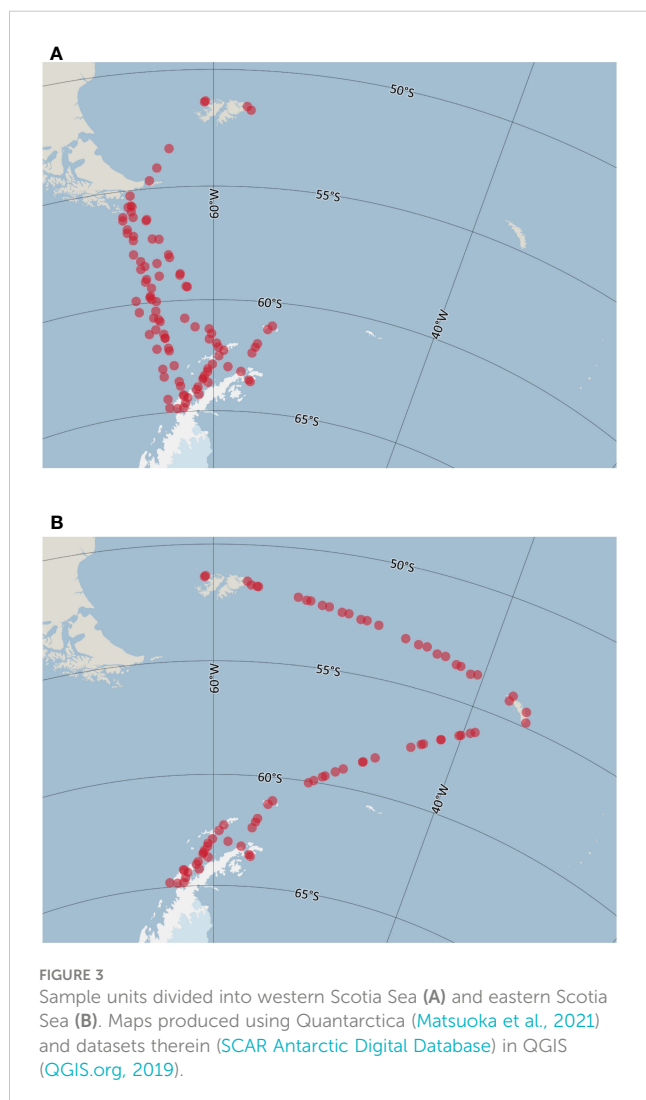 A
50°S
60°W
55°S
60°S
40°W
65°S
B
50°S
60°W
55°S
60°S
40°W
65°S
FIGURE 3
Sample units divided into western Scotia Sea (A) and eastern Scotia
Sea (B). Maps produced using Quantarctica (Matsuoka et al., 2021)
and datasets therein (SCAR Antarctic Digital Database) in QGIS
(QGIS.org, 2019).